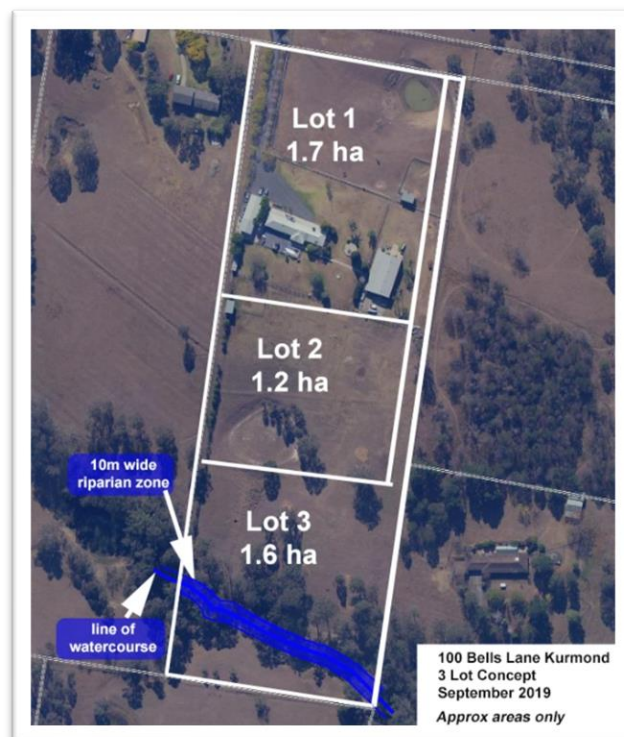 Lot 1
1.7 ha
Lot 2
1.2 ha
10m wide
riparian zone
Lot 3
1.6 ha
line of
watercourse
100 Bells Lane Kurmond
3 Lot Concept
September 2019
Approx areas only